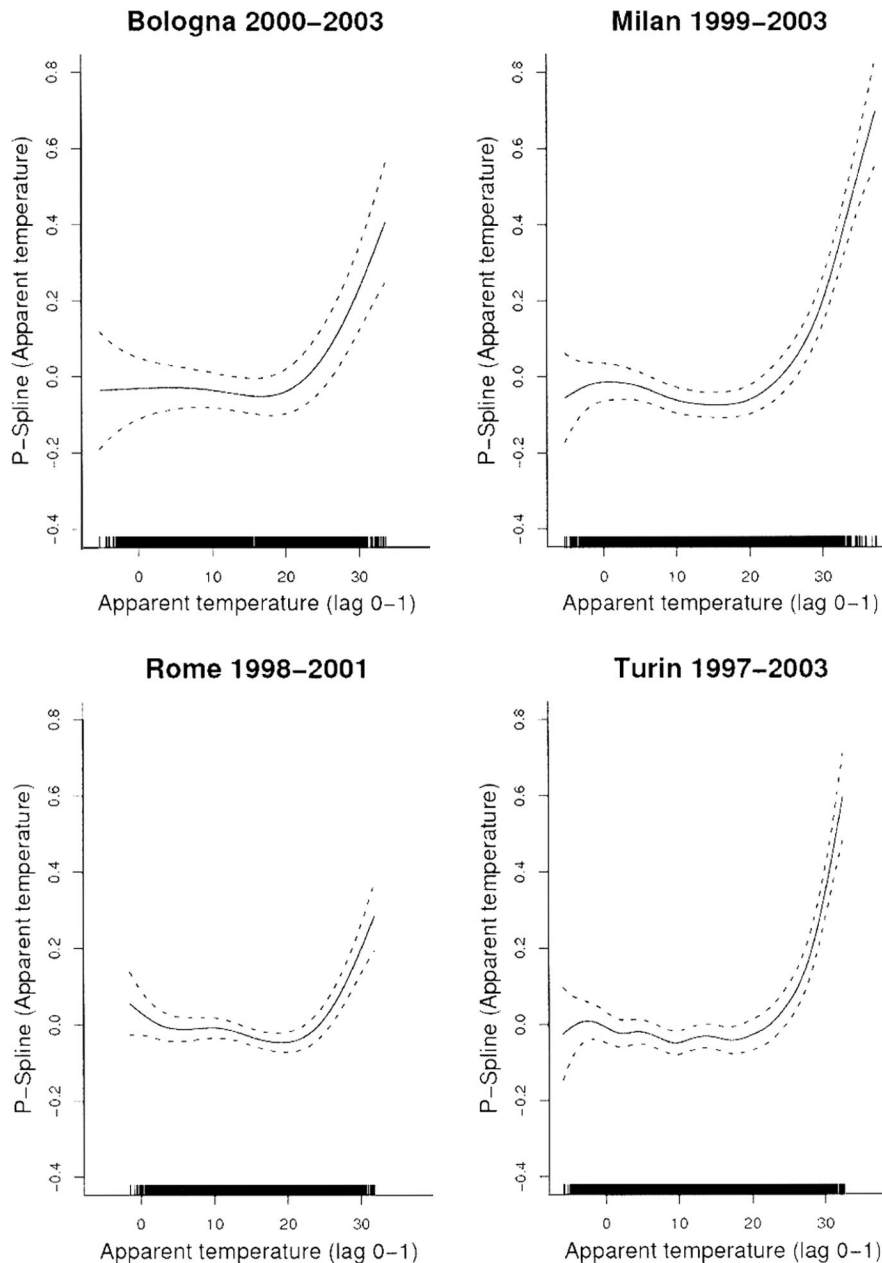 Bologna 2000–2003
P−Spline (Apparent temperature)
0.8
0.6
0.4
0.2
0.0
−0.2
−0.4
0 10 20 30
Apparent temperature (lag 0−1)
Milan 1999–2003
P−Spline (Apparent temperature)
0.8
0.6
0.4
0.2
0.0
−0.2
−0.4
0 10 20 30
Apparent temperature (lag 0−1)
Rome 1998–2001
P−Spline (Apparent temperature)
0.8
0.6
0.4
0.2
0.0
−0.2
−0.4
0 10 20 30
Apparent temperature (lag 0−1)
Turin 1997–2003
P−Spline (Apparent temperature)
0.8
0.6
0.4
0.2
0.0
−0.2
−0.4
0 10 20 30
Apparent temperature (lag 0−1)